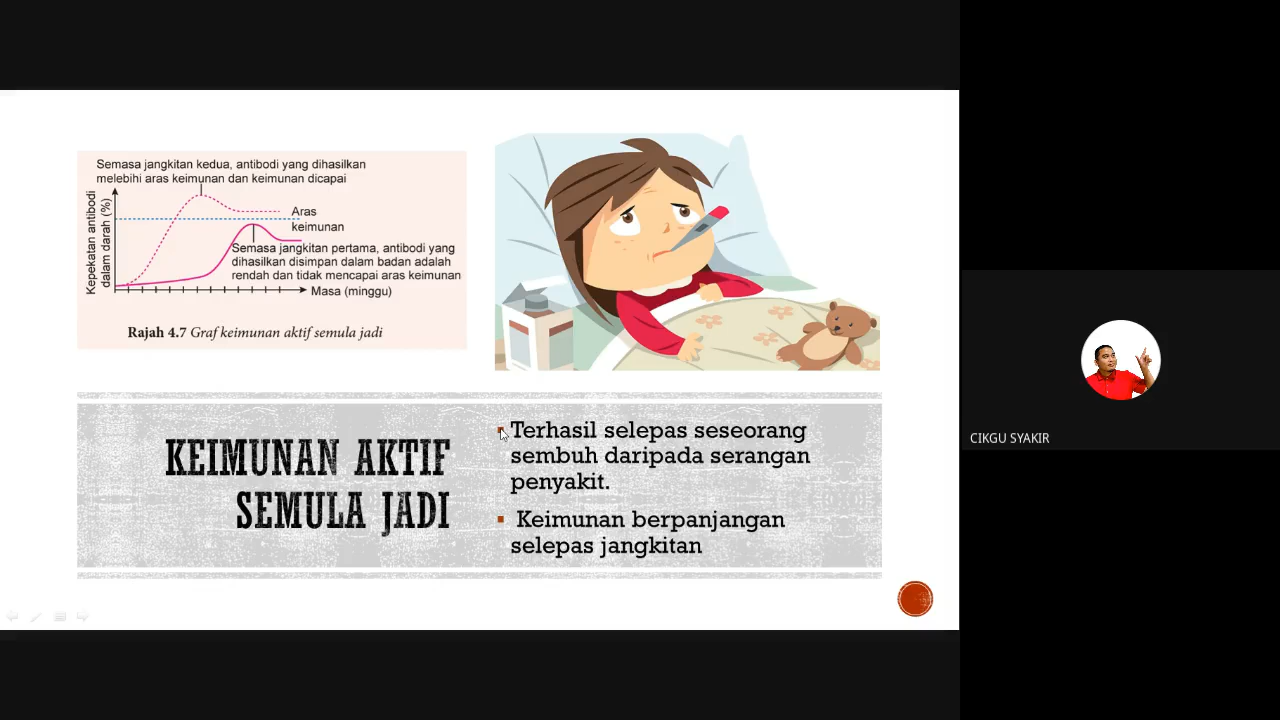 Semasa jangkitan kedua, antibodi yang dihasilkan
melebihi aras keimunan dan keimunan dicapai
Kepekatan antibodi
dalam darah (%)
Aras
keimunan
Semasa jangkitan pertama, antibodi yang
dihasilkan disimpan dalam badan adalah
rendah dan tidak mencapai aras keimunan
Masa (minggu)
Rajah 4.7 Graf keimunan aktif semula jadi
KEIMUNAN AKTIF
SEMULA JADI
Terhasil selepas seseorang
sembuh daripada serangan
penyakit.
Keimunan berpanjangan
selepas jangkitan
CIKGU SYAKIR